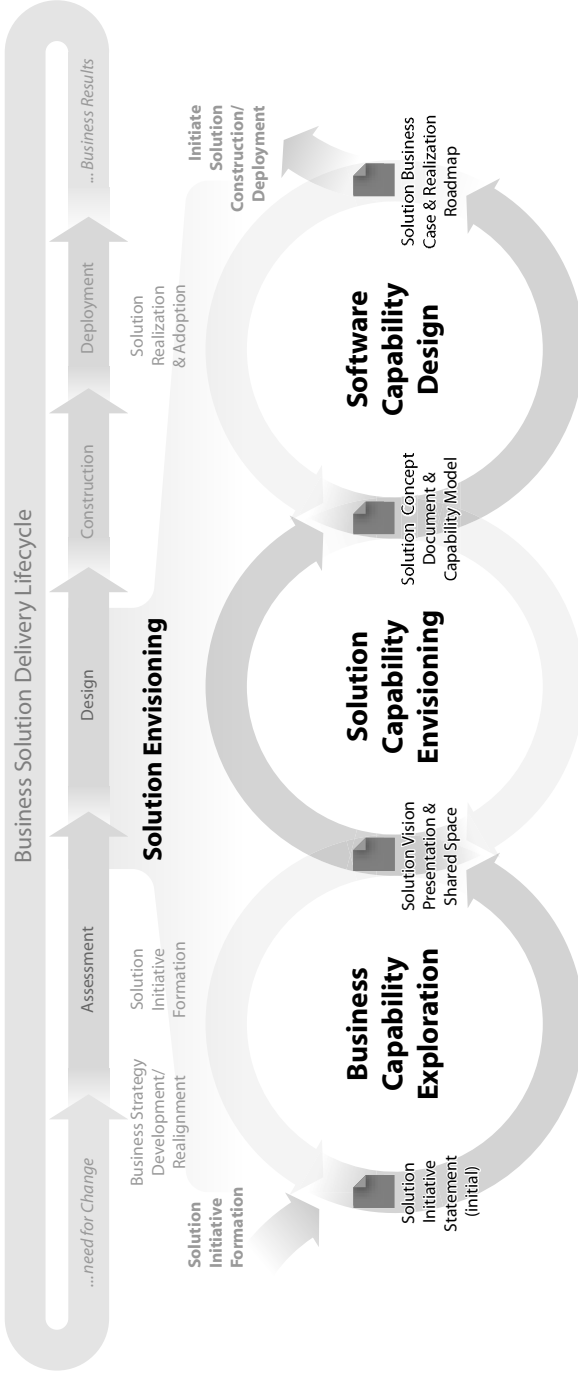 Business Solution Delivery Lifecycle
...need for Change
Assessment
Design
Construction
Deployment
... Business Results
Business Strategy
Development/
Realignment
Solution
Initiative
Formation
Solution Envisioning
Solution
Realization
& Adoption
Solution
Initiative
Formation
Initiate
Solution
Construction/
Deployment
Business
Capability
Exploration
Solution
Capability
Envisioning
Software
Capability
Design
Solution
Initiative
Statement
(initial)
Solution Vision
Presentation &
Shared Space
Solution Concept
Document &
Capability Model
Solution Business
Case & Realization
Roadmap